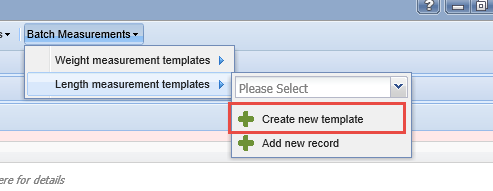 ?
s
Batch Measurements
Weight measurement templates
Length measurement templates
Please Select
Create new template
Add new record
ere for details